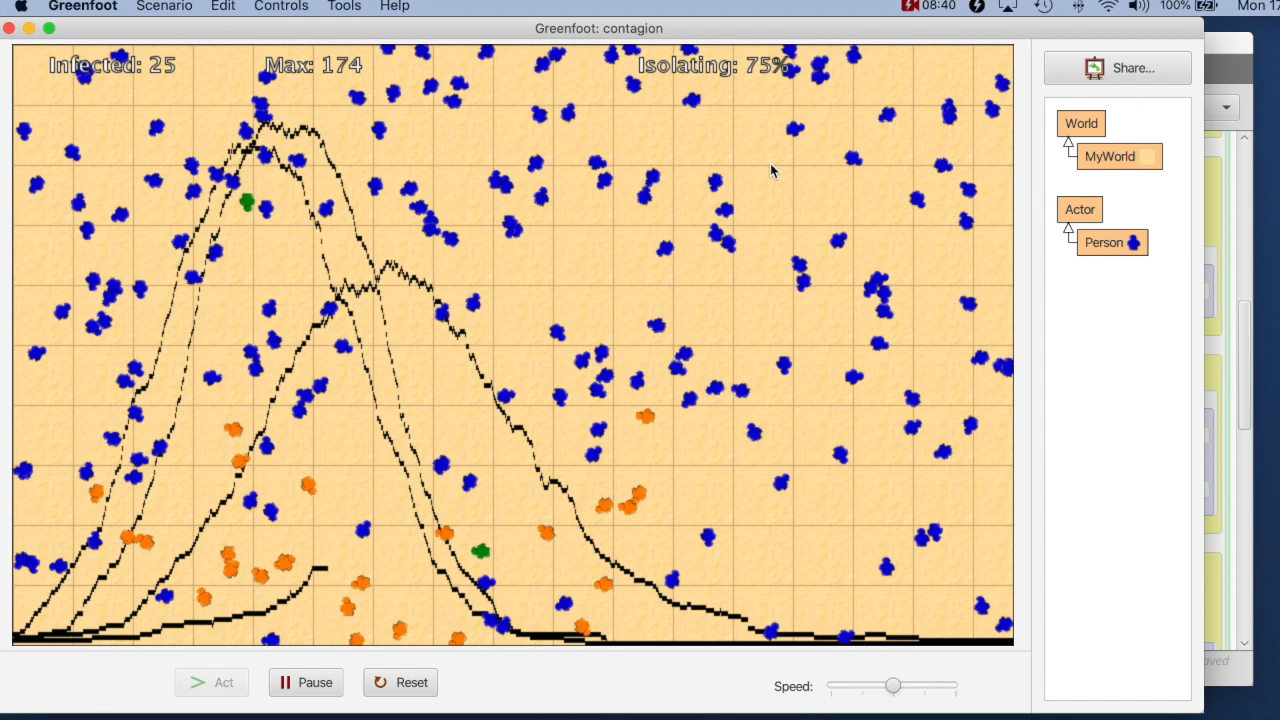 Greenfoot Scenario Edit Controls Tools Help 08:40 100% Mon 17
Greenfoot: contagion
Infected: 25 Max: 174 Isolating: 75%
Share...
World
MyWorld
Actor
Person
Act Pause Reset Speed: